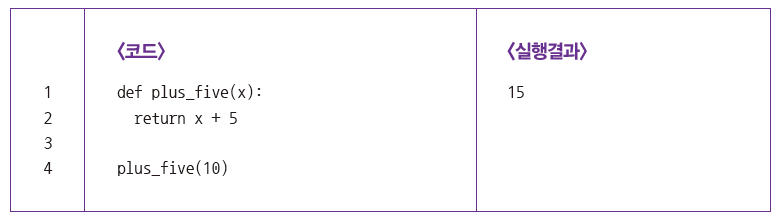 〈코드〉 〈실행결과〉
1 def plus_five(x): 15
2 return x + 5
3
4 plus_five(10)